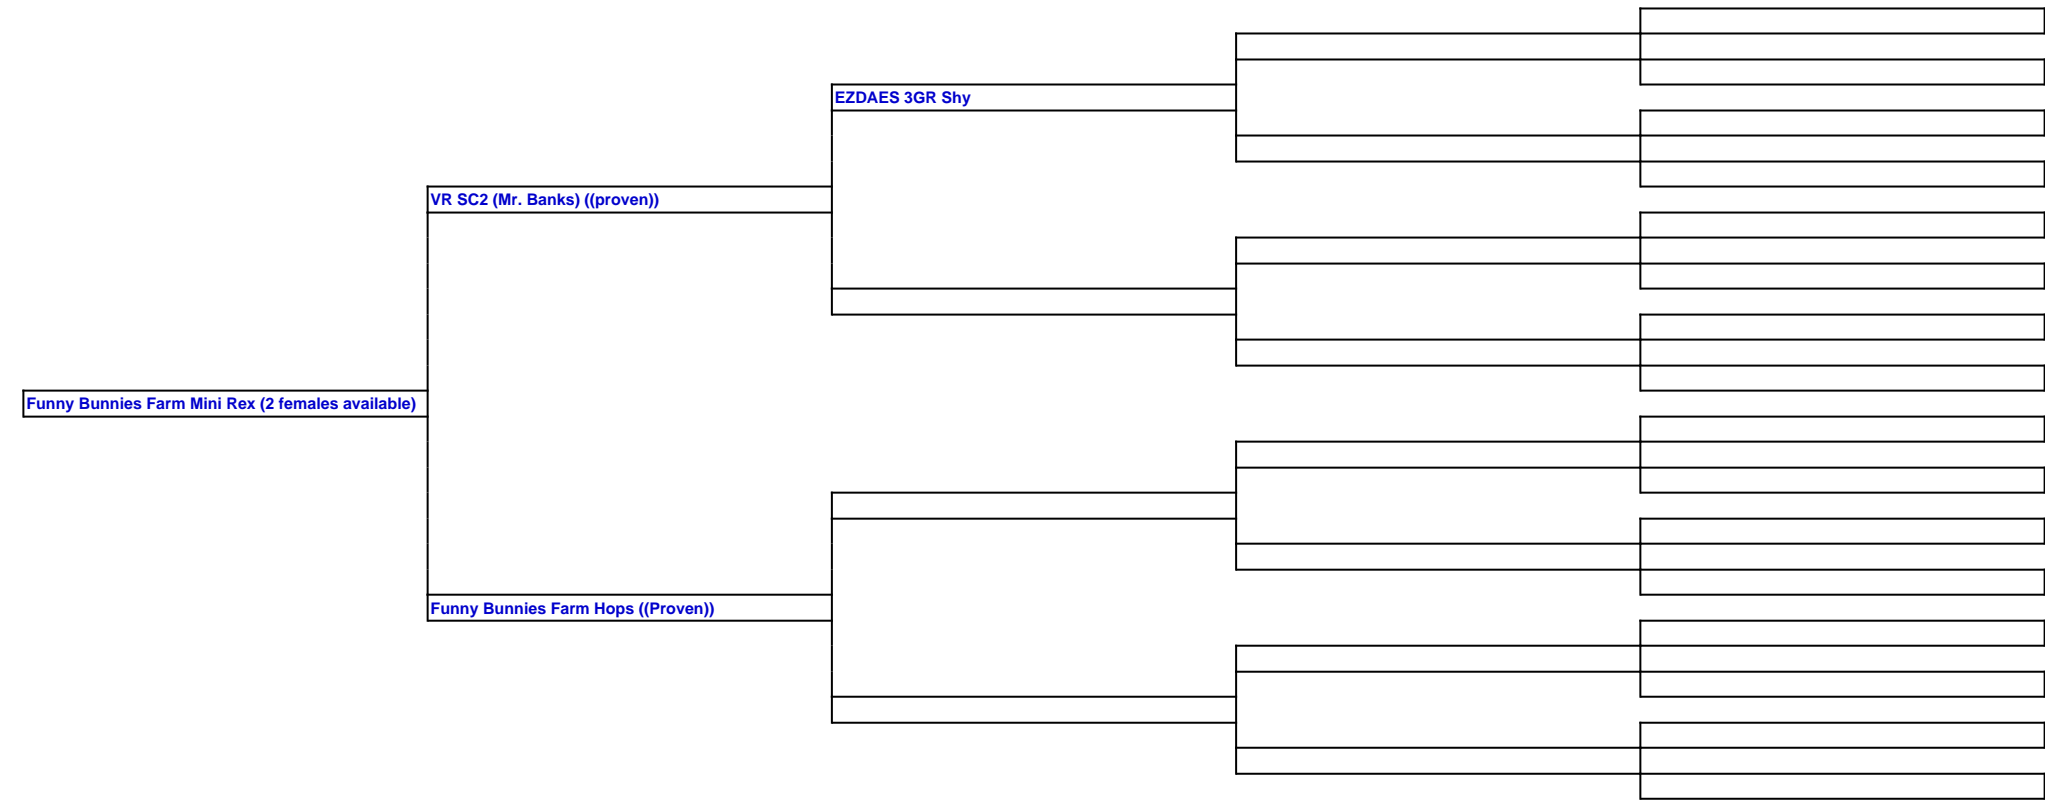 EZDAES 3GR Shy
VR SC2 (Mr. Banks) ((proven))
Funny Bunnies Farm Mini Rex (2 females available)
Funny Bunnies Farm Hops ((Proven))